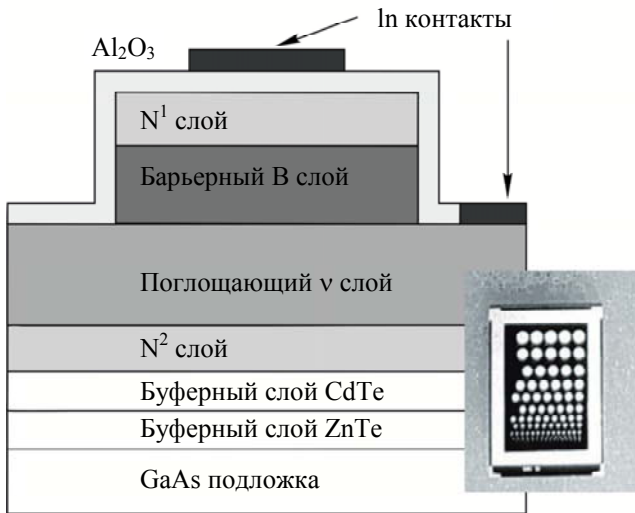 In контакты
Al₂O₃
N¹ слой
Барьерный В слой
Поглощающий ν слой
N² слой
Буферный слой CdTe
Буферный слой ZnTe
GaAs подложка